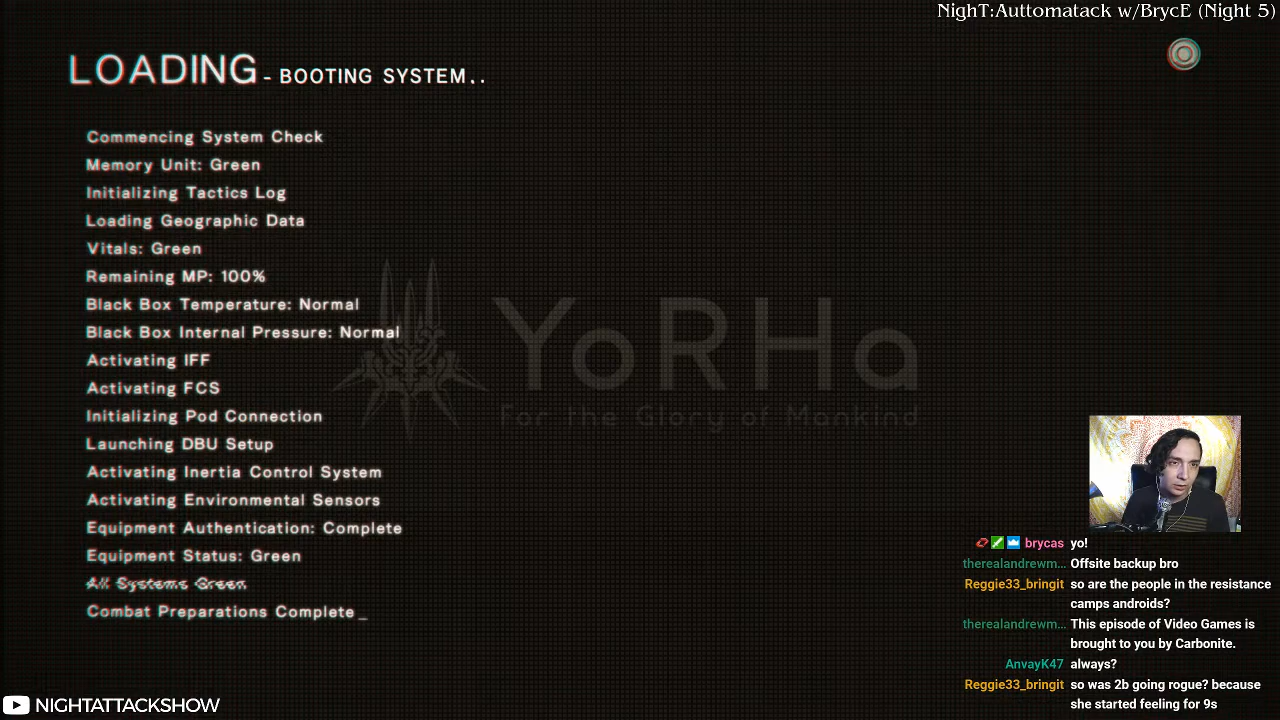 NighT:Auttomatack w/BrycE (Night 5)
LOADING - BOOTING SYSTEM..
Commencing System Check
Memory Unit: Green
Initializing Tactics Log
Loading Geographic Data
Vitals: Green
Remaining MP: 100%
Black Box Temperature: Normal
Black Box Internal Pressure: Normal
Activating IFF
Activating FCS
Initializing Pod Connection
Launching DBU Setup
Activating Inertia Control System
Activating Environmental Sensors
Equipment Authentication: Complete
Equipment Status: Green
All Systems Green
Combat Preparations Complete _
YoRHa
For the Glory of Mankind
brycas yo!
therealandrewm... Offsite backup bro
Reggie33_bringit so are the people in the resistance
camps androids?
therealandrewm... This episode of Video Games is
brought to you by Carbonite.
AnvayK47 always?
Reggie33_bringit so was 2b going rogue? because
she started feeling for 9s
NIGHTATTACKSHOW